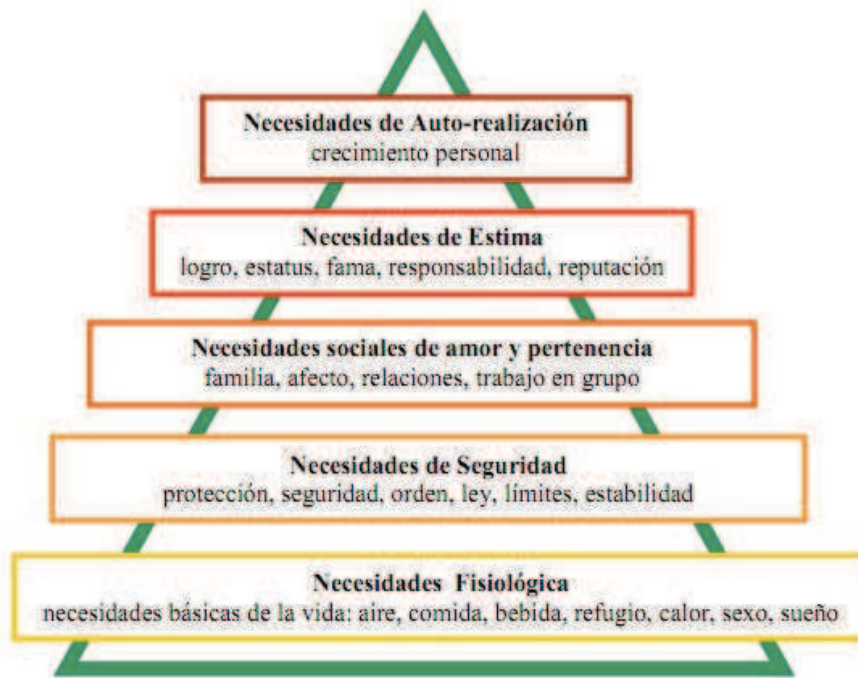 Necesidades de Auto-realización
crecimiento personal
Necesidades de Estima
logro, estatus, fama, responsabilidad, reputación
Necesidades sociales de amor y pertenencia
familia, afecto, relaciones, trabajo en grupo
Necesidades de Seguridad
protección, seguridad, orden, ley, límites, estabilidad
Necesidades Fisiológica
necesidades básicas de la vida: aire, comida, bebida, refugio, calor, sexo, sueño